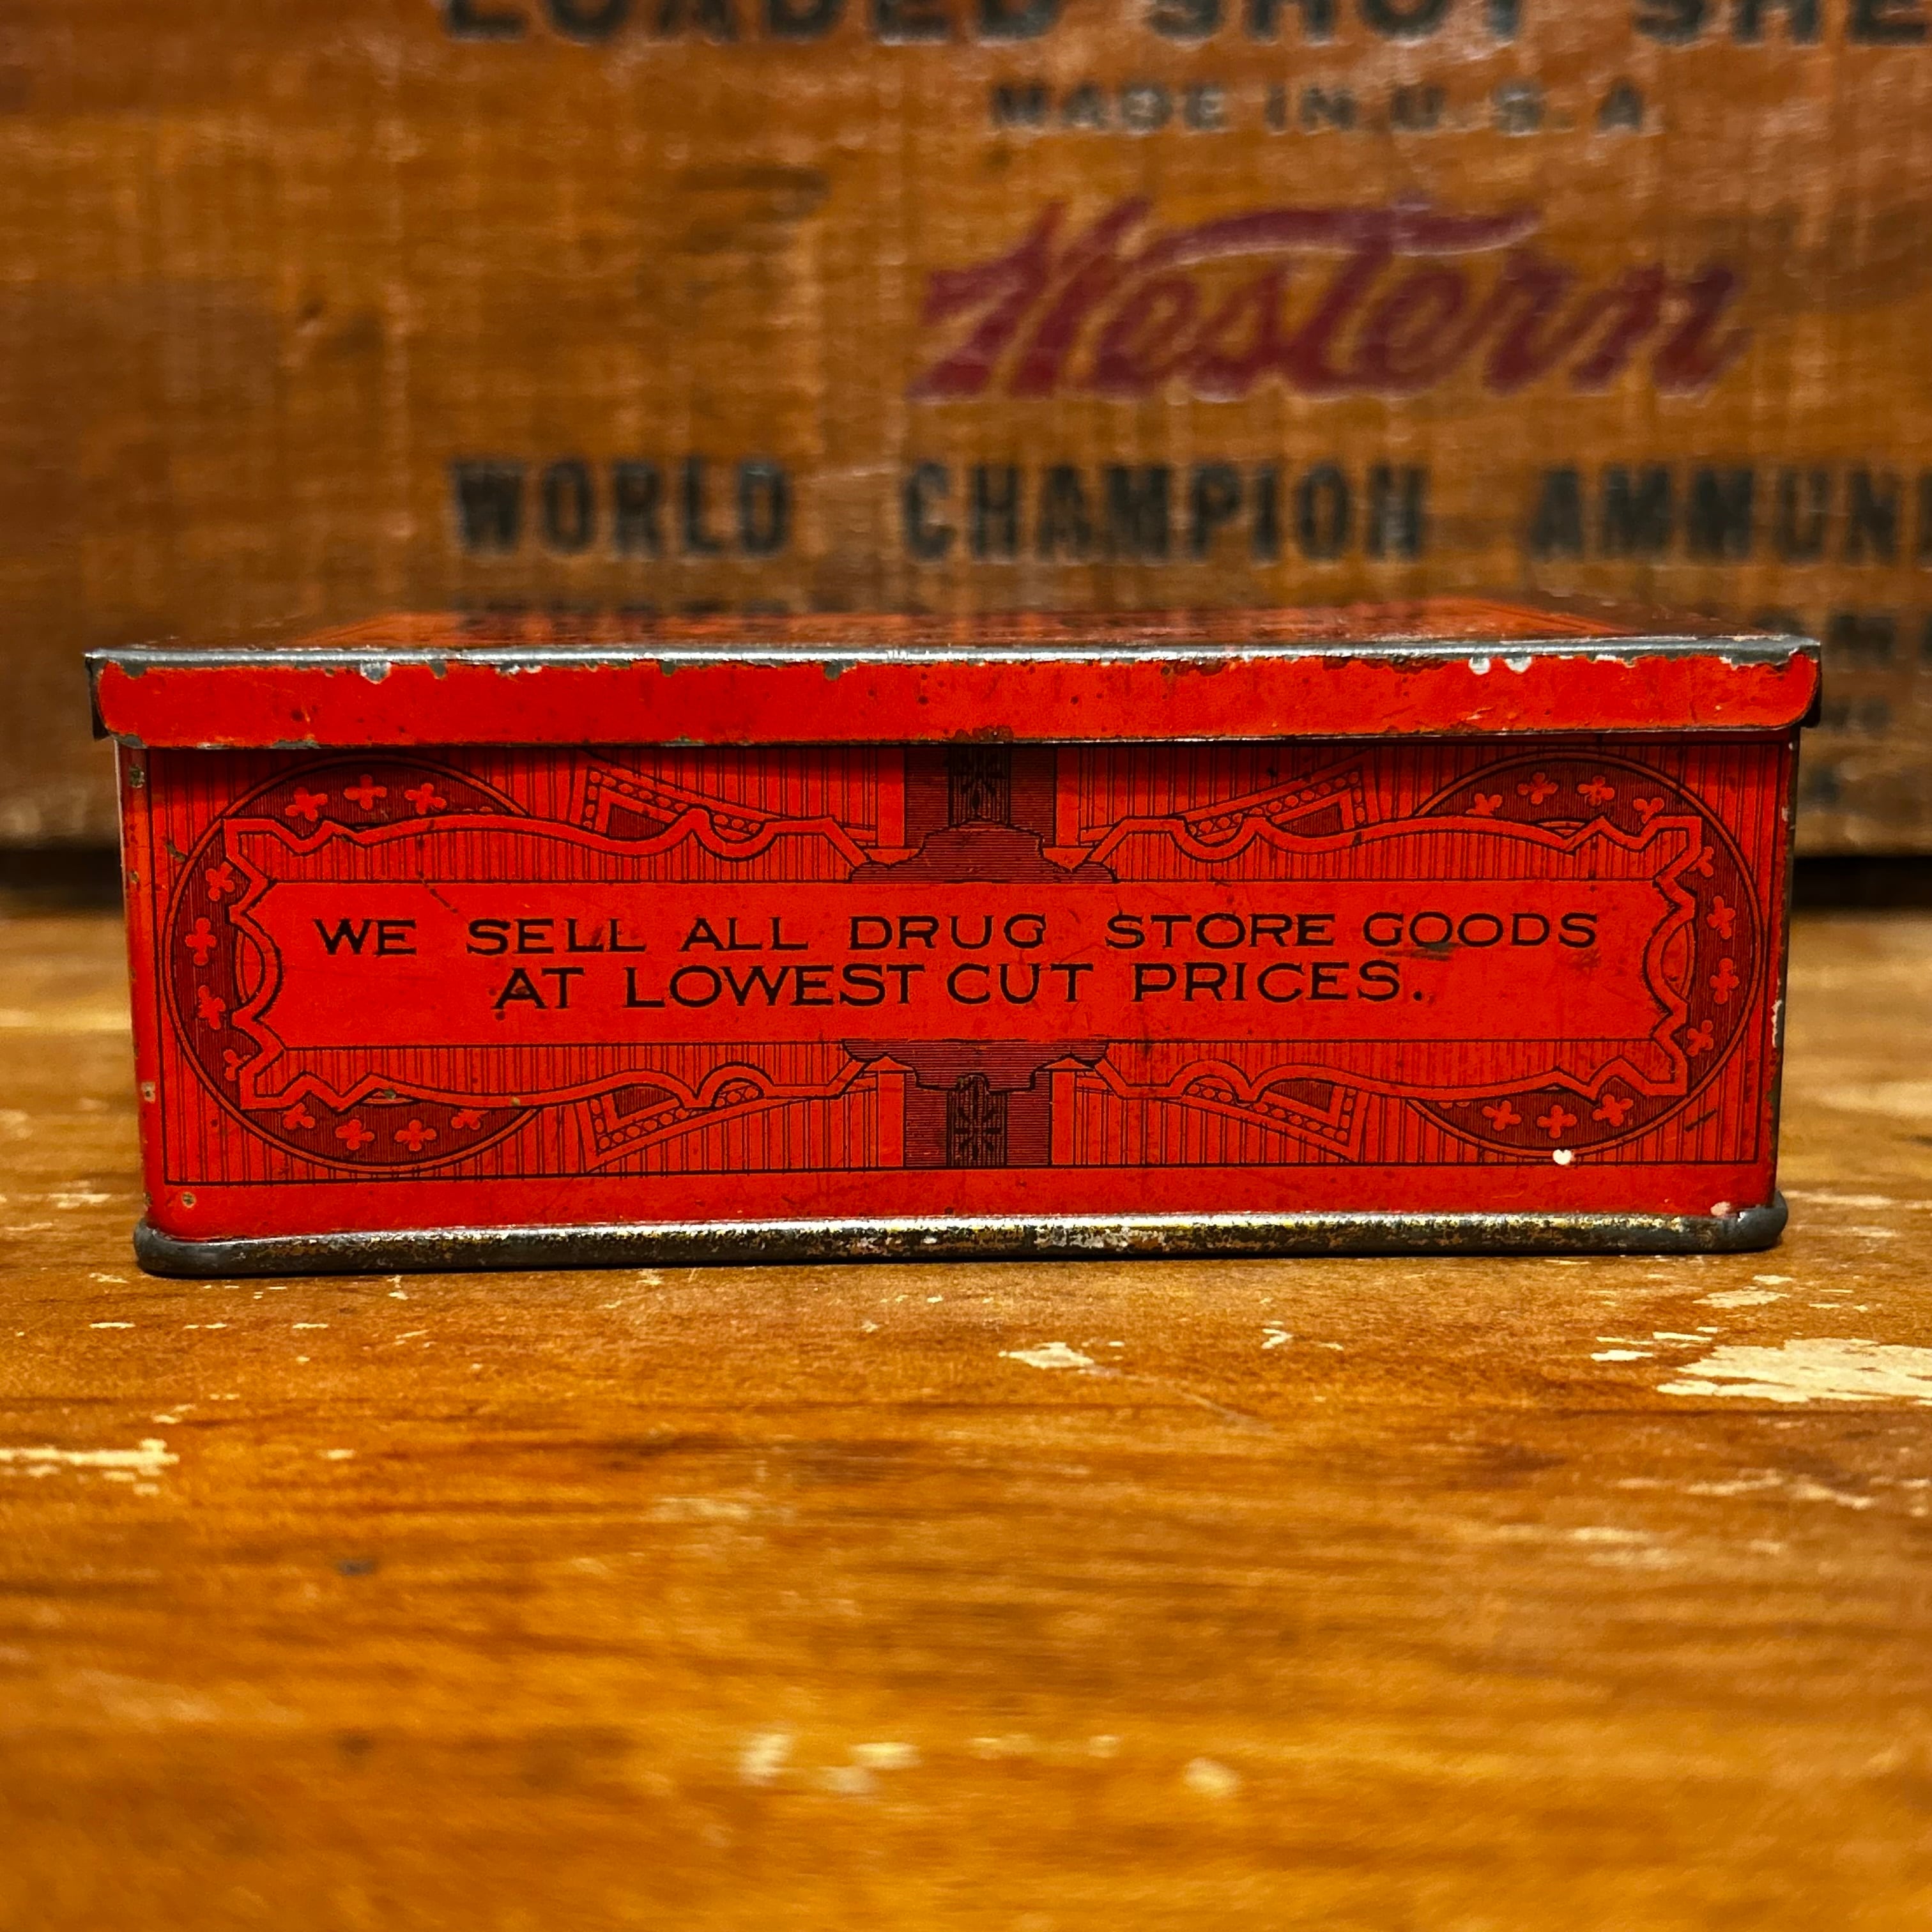 LOADED SHOT SHE
MADE IN U.S.A
Western
WORLD CHAMPION AMMUN
WE SELL ALL DRUG STORE GOODS
AT LOWEST CUT PRICES.